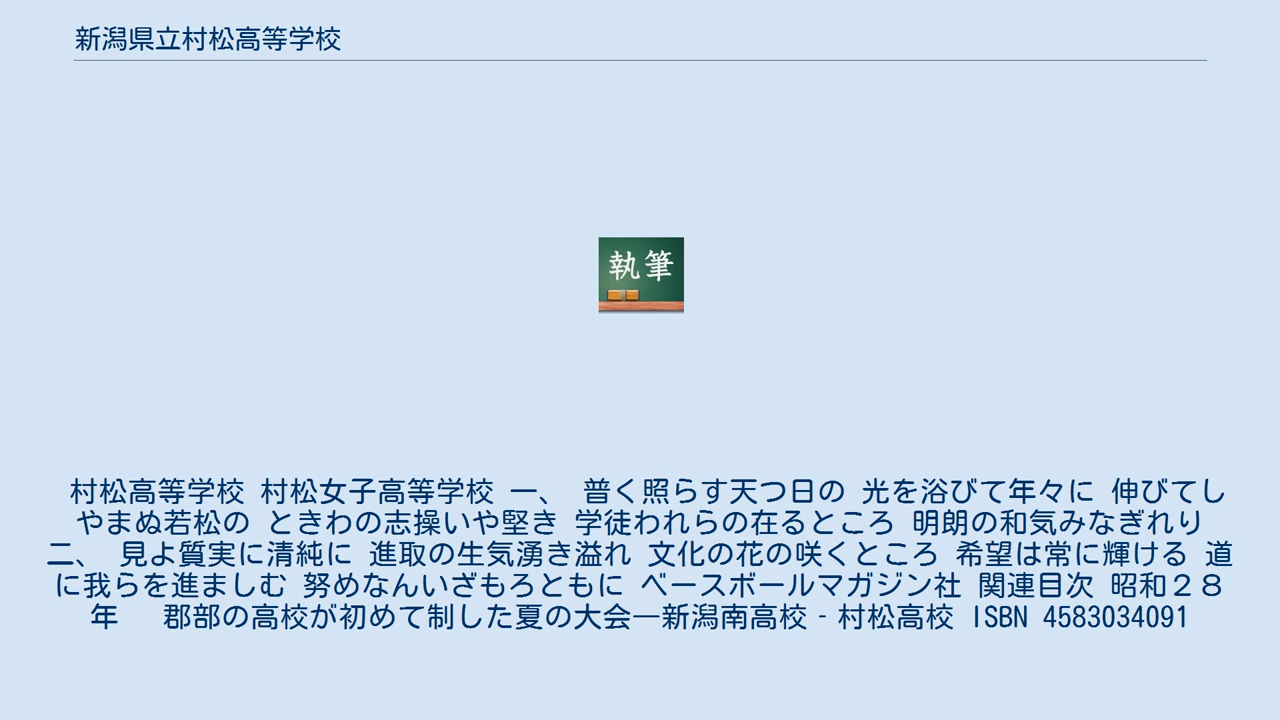 新潟県立村松高等学校
執筆
村松高等学校 村松女子高等学校 一、 普く照らす天つ日の 光を浴びて年々に 伸びてし
やまぬ若松の ときわの志操いや堅き 学徒われらの在るところ 明朗の和気みなぎれり
二、 見よ質実に清純に 進取の生気湧き溢れ 文化の花の咲くところ 希望は常に輝ける 道
に我らを進ましむ 努めなんいざもろともに ベースボールマガジン社 関連目次 昭和２８
年　 郡部の高校が初めて制した夏の大会―新潟南高校 - 村松高校 ISBN 4583034091